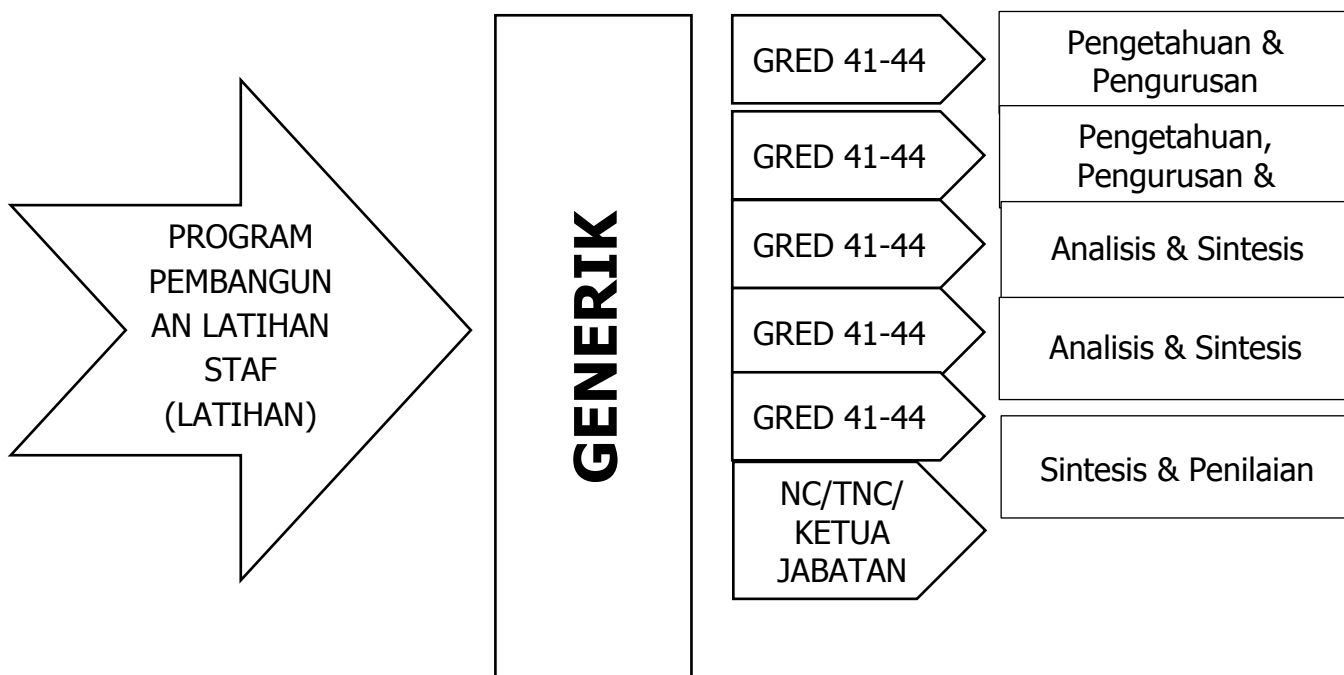 PROGRAM
PEMBANGUN
AN LATIHAN
STAF
(LATIHAN)
GENERIK
GRED 41-44
Pengetahuan &
Pengurusan
GRED 41-44
Pengetahuan,
Pengurusan &
GRED 41-44
Analisis & Sintesis
GRED 41-44
Analisis & Sintesis
GRED 41-44
Sintesis & Penilaian
NC/TNC/
KETUA
JABATAN